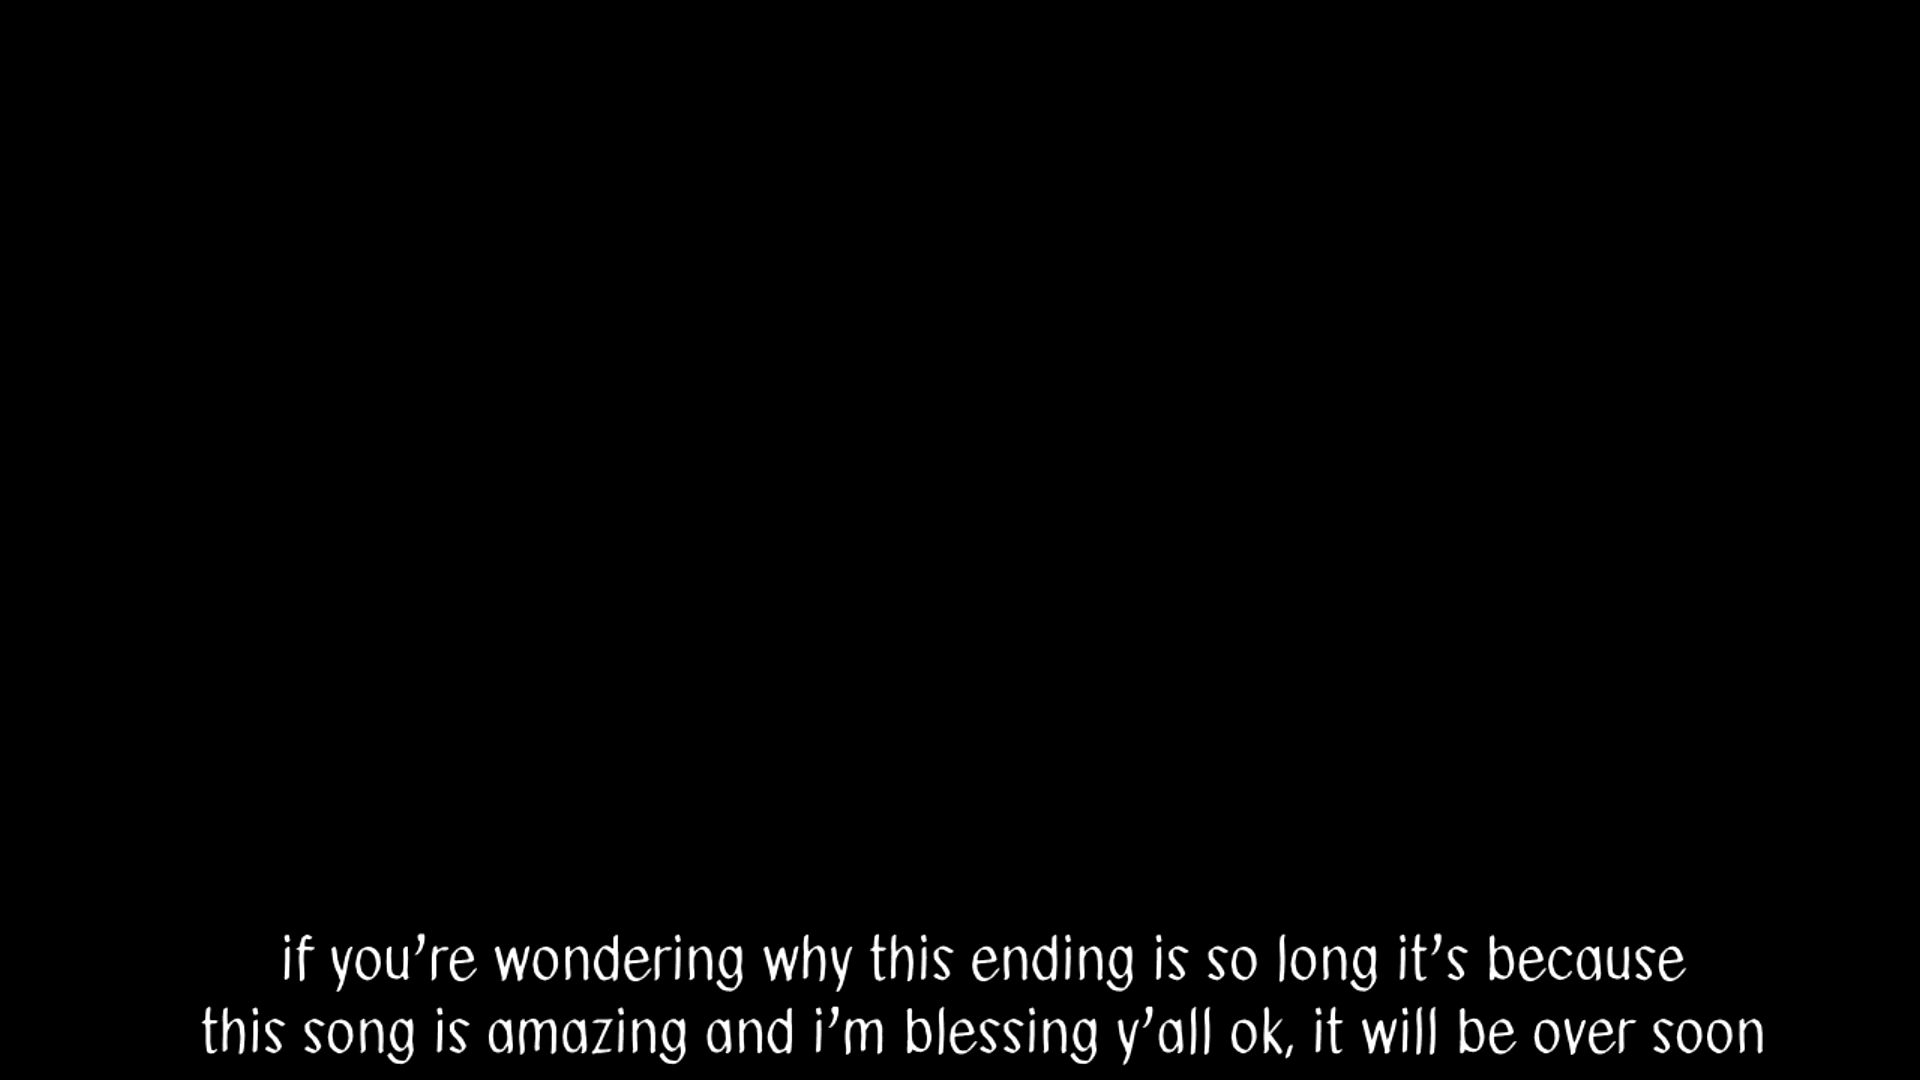 if you’re wondering why this ending is so long it’s because
this song is amazing and i’m blessing y’all ok, it will be over soon